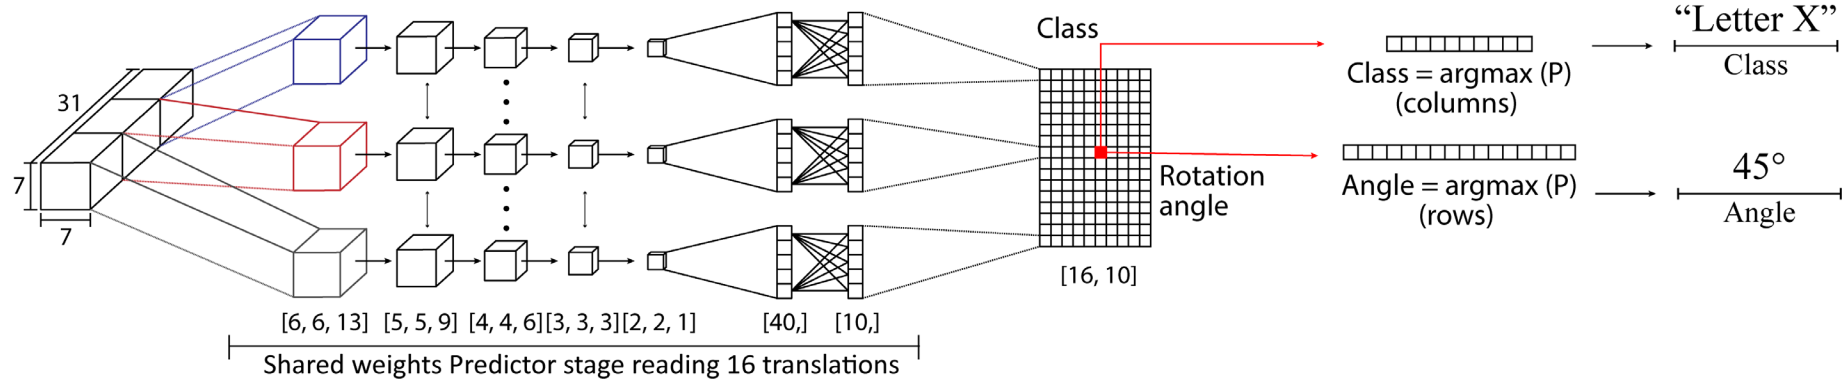 31
7
7
[6, 6, 13]
[5, 5, 9]
[4, 4, 6]
[3, 3, 3]
[2, 2, 1]
[40,]
[10,]
Shared weights Predictor stage reading 16 translations
Class
Rotation
angle
[16, 10]
Class = argmax (P)
(columns)
“Letter X”
Class
Angle = argmax (P)
(rows)
45°
Angle